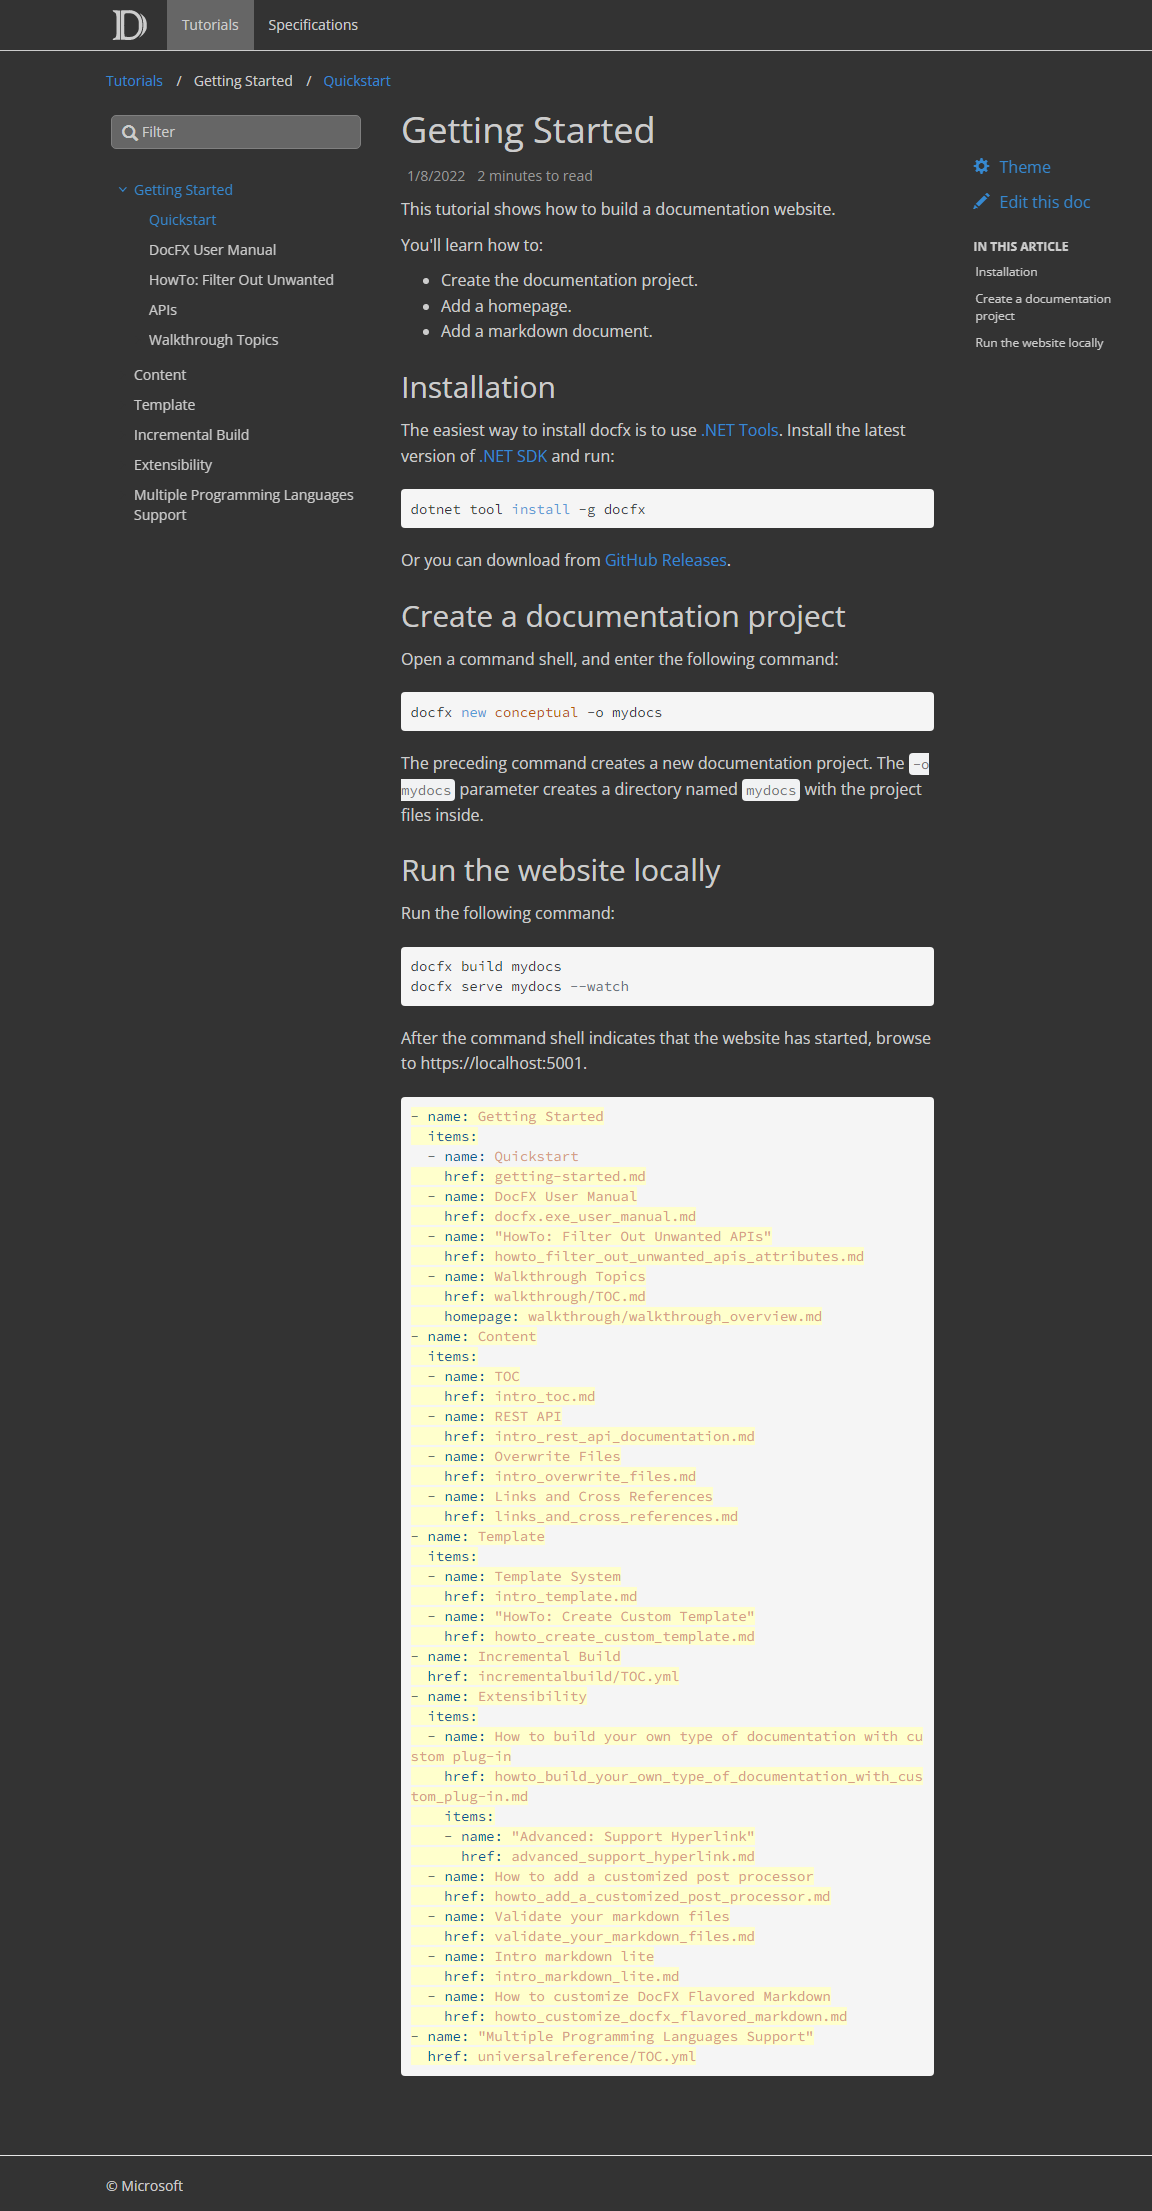 Tutorials Specifications
Tutorials / Getting Started / Quickstart
Filter
Getting Started
Quickstart
DocFX User Manual
HowTo: Filter Out Unwanted
APIs
Walkthrough Topics
Content
Template
Incremental Build
Extensibility
Multiple Programming Languages
Support
Getting Started
1/8/2022 2 minutes to read
This tutorial shows how to build a documentation website.
You'll learn how to:
• Create the documentation project.
• Add a homepage.
• Add a markdown document.
Installation
The easiest way to install docfx is to use .NET Tools. Install the latest
version of .NET SDK and run:
dotnet tool install -g docfx
Or you can download from GitHub Releases.
Create a documentation project
Open a command shell, and enter the following command:
docfx new conceptual -o mydocs
The preceding command creates a new documentation project. The -o
mydocs parameter creates a directory named mydocs with the project
files inside.
Run the website locally
Run the following command:
docfx build mydocs
docfx serve mydocs --watch
After the command shell indicates that the website has started, browse
to https://localhost:5001.
- name: Getting Started
  items:
  - name: Quickstart
    href: getting-started.md
  - name: DocFX User Manual
    href: docfx.exe_user_manual.md
  - name: "HowTo: Filter Out Unwanted APIs"
    href: howto_filter_out_unwanted_apis_attributes.md
  - name: Walkthrough Topics
    href: walkthrough/TOC.md
    homepage: walkthrough/walkthrough_overview.md
- name: Content
  items:
  - name: TOC
    href: intro_toc.md
  - name: REST API
    href: intro_rest_api_documentation.md
  - name: Overwrite Files
    href: intro_overwrite_files.md
  - name: Links and Cross References
    href: links_and_cross_references.md
- name: Template
  items:
  - name: Template System
    href: intro_template.md
  - name: "HowTo: Create Custom Template"
    href: howto_create_custom_template.md
- name: Incremental Build
  href: incrementalbuild/TOC.yml
- name: Extensibility
  items:
  - name: How to build your own type of documentation with cu
stom plug-in
    href: howto_build_your_own_type_of_documentation_with_cus
tom_plug-in.md
    items:
    - name: "Advanced: Support Hyperlink"
      href: advanced_support_hyperlink.md
  - name: How to add a customized post processor
    href: howto_add_a_customized_post_processor.md
  - name: Validate your markdown files
    href: validate_your_markdown_files.md
  - name: Intro markdown lite
    href: intro_markdown_lite.md
  - name: How to customize DocFX Flavored Markdown
    href: howto_customize_docfx_flavored_markdown.md
- name: "Multiple Programming Languages Support"
  href: universalreference/TOC.yml
Theme
Edit this doc
IN THIS ARTICLE
Installation
Create a documentation
project
Run the website locally
© Microsoft